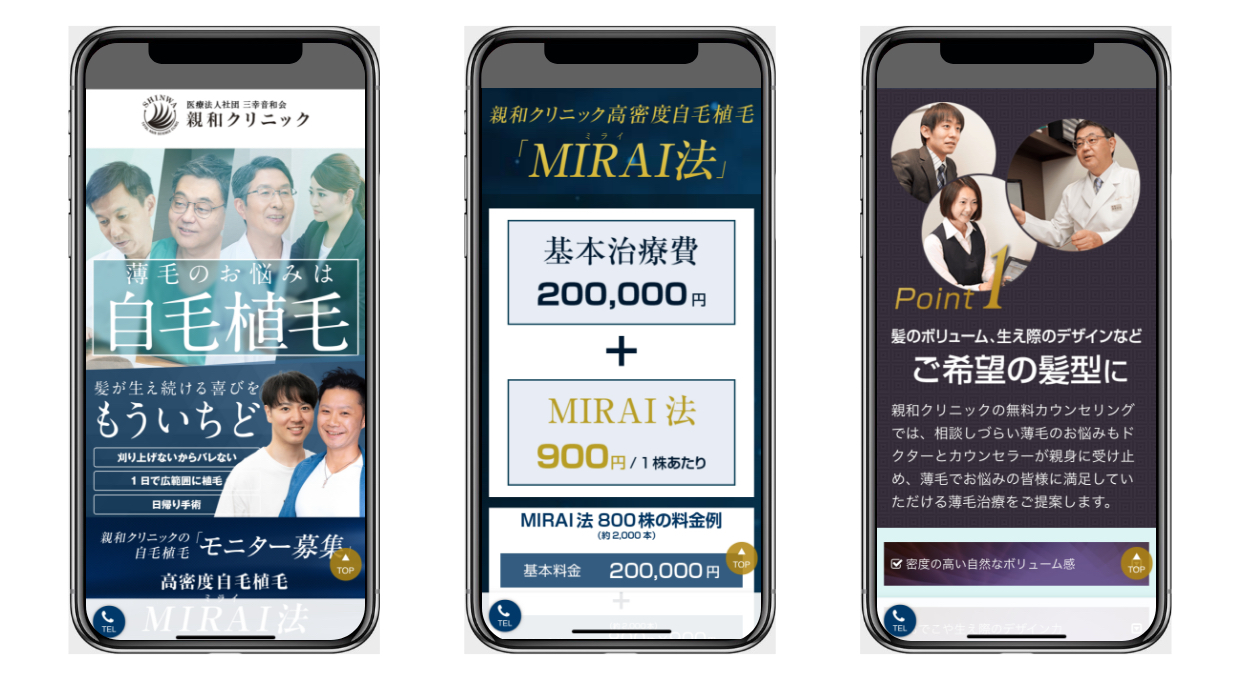 SHINWA
医療法人社団 三幸音和会
親和クリニック
薄毛のお悩みは
自毛植毛
髪が生え続ける喜びを
もういちど
刈り上げないからバレない
1日で広範囲に植毛
日帰り手術
親和クリニックの
自毛植毛
「モニター募集」
高密度自毛植毛
ミライ
MIRAI法
TOP
TEL
親和クリニック高密度自毛植毛
ミライ
「MIRAI法」
基本治療費
200,000円
+
MIRAI法
900円/1株あたり
MIRAI法 800株の料金例
(約2,000本)
基本料金 200,000円
+
TOP
TEL
Point 1
髪のボリューム、生え際のデザインなど
ご希望の髪型に
親和クリニックの無料カウンセリング
では、相談しづらい薄毛のお悩みもド
クターとカウンセラーが親身に受け止
め、薄毛でお悩みの皆様に満足してい
ただける薄毛治療をご提案します。
密度の高い自然なボリューム感
TOP
TEL